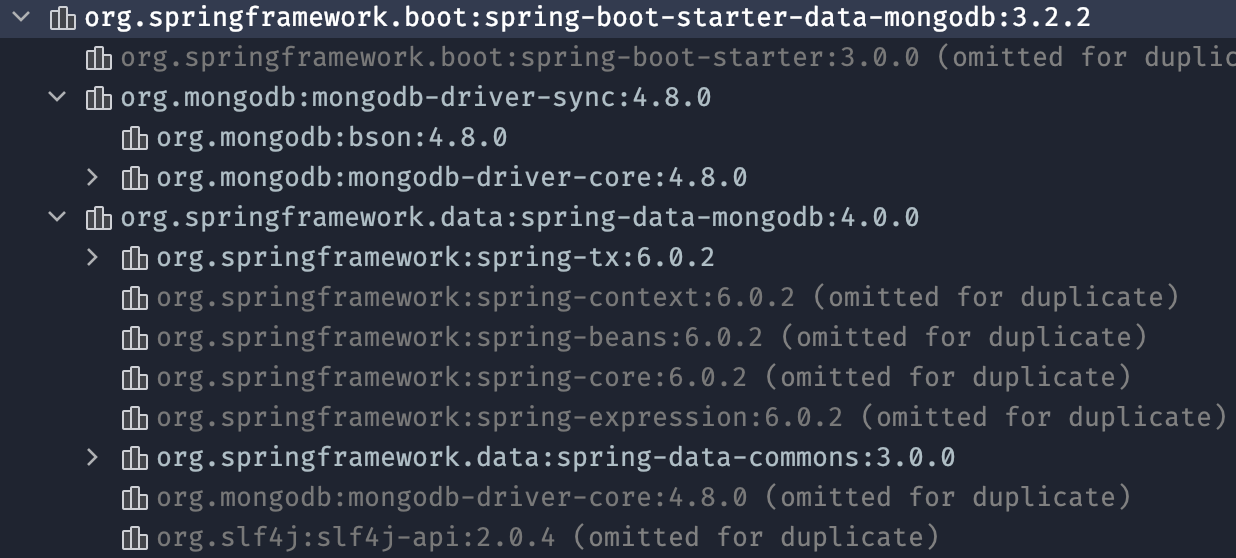 org.springframework.boot:spring-boot-starter-data-mongodb:3.2.2
org.springframework.boot:spring-boot-starter:3.0.0 (omitted for duplic
org.mongodb:mongodb-driver-sync:4.8.0
org.mongodb:bson:4.8.0
org.mongodb:mongodb-driver-core:4.8.0
org.springframework.data:spring-data-mongodb:4.0.0
org.springframework:spring-tx:6.0.2
org.springframework:spring-context:6.0.2 (omitted for duplicate)
org.springframework:spring-beans:6.0.2 (omitted for duplicate)
org.springframework:spring-core:6.0.2 (omitted for duplicate)
org.springframework:spring-expression:6.0.2 (omitted for duplicate)
org.springframework.data:spring-data-commons:3.0.0
org.mongodb:mongodb-driver-core:4.8.0 (omitted for duplicate)
org.slf4j:slf4j-api:2.0.4 (omitted for duplicate)